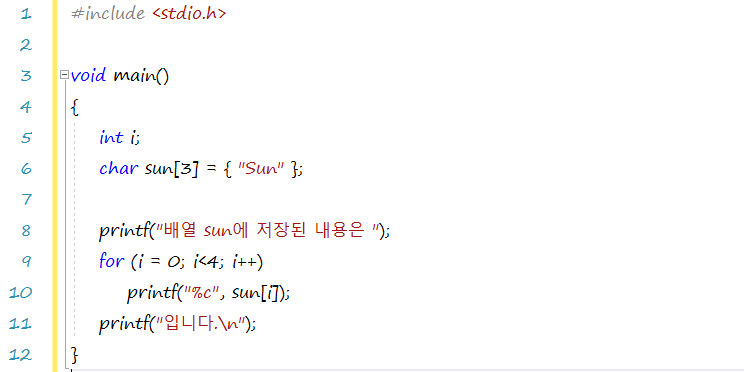 1 #include <stdio.h>
2
3 void main()
4 {
5 int i;
6 char sun[3] = { "Sun" };
7
8 printf("배열 sun에 저장된 내용은 ");
9 for (i = 0; i<4; i++)
10 printf("%c", sun[i]);
11 printf("입니다.\n");
12 }